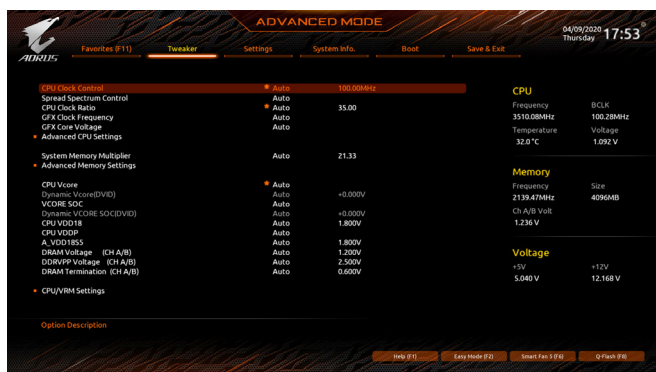 ADVANCED MODE
04/09/2020 Thursday 17:53
AORUS
Favorites (F11) Tweaker Settings System Info. Boot Save & Exit
CPU Clock Control Auto 100.00MHz
Spread Spectrum Control Auto
CPU Clock Ratio Auto 35.00
GFX Clock Frequency Auto
GFX Core Voltage Auto
Advanced CPU Settings
System Memory Multiplier Auto 21.33
Advanced Memory Settings
CPU Vcore Auto
Dynamic Vcore(DVID) +0.000V
VCORE SOC Auto
Dynamic VCORE SOC(DVID) +0.000V
CPU VDD18 Auto 1.800V
CPU VDDP Auto
A_VDD18S5 Auto 1.800V
DRAM Voltage (CH A/B) Auto 1.200V
DDRVPP Voltage (CH A/B) Auto 2.500V
DRAM Termination (CH A/B) Auto 0.600V
CPU/VRM Settings
Option Description
CPU
Frequency BCLK
3510.08MHz 100.28MHz
Temperature Voltage
32.0 °C 1.092 V
Memory
Frequency Size
2139.47MHz 4096MB
Ch A/B Volt
1.236 V
Voltage
+5V +12V
5.040 V 12.168 V
Help (F1) Easy Mode (F2) Smart Fan 5 (F6) Q-Flash (F8)